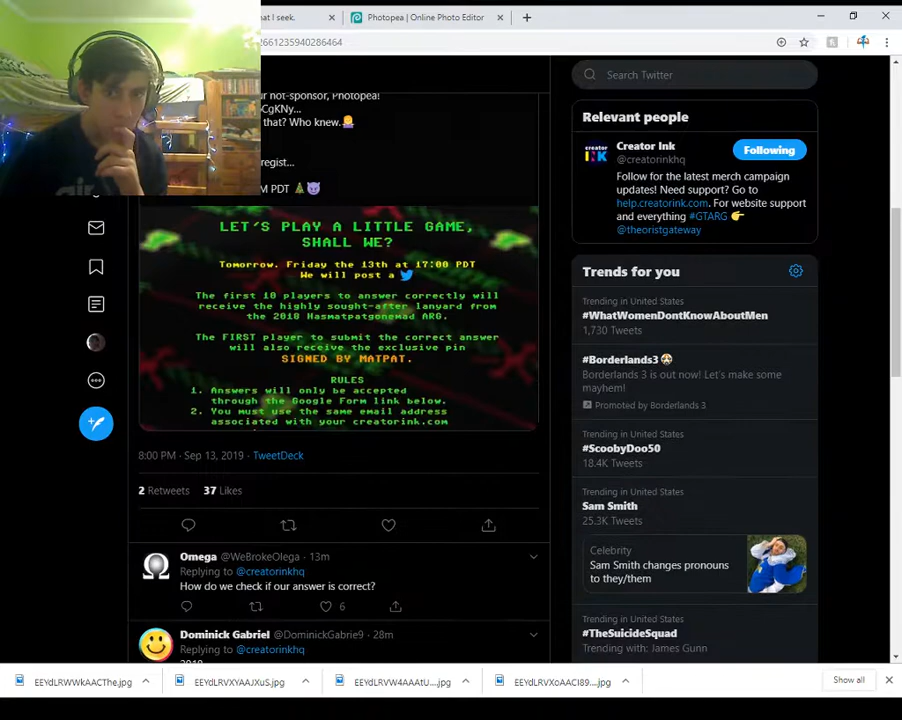 hat I seek.
Photopea | Online Photo Editor
2661235940286464
Search Twitter
ur not-sponsor, Photopea!
CgKNy...
that? Who knew.
regist...
M PDT
LET'S PLAY A LITTLE GAME,
SHALL WE?
Tomorrow. Friday the 13th at 17:00 PDT
We will post a
The first 10 players to answer correctly will
receive the highly sought-after lanyard from
the 2018 Hasmatpatgonemad ARG.
The FIRST player to submit the correct answer
will also receive the exclusive pin
SIGNED BY MATPAT.
RULES
1. Answers will only be accepted
through the Google Form link below.
2. You must use the same email address
associated with your creatorink.com
8:00 PM · Sep 13, 2019 · TweetDeck
2 Retweets 37 Likes
Omega @WeBrokeOlega · 13m
Replying to @creatorinkhq
How do we check if our answer is correct?
6
Dominick Gabriel @DominickGabrie9 · 28m
Replying to @creatorinkhq
2018
Relevant people
creator
INK
Creator Ink
@creatorinkhq
Following
Follow for the latest merch campaign
updates! Need support? Go to
help.creatorink.com. For website support
and everything #GTARG
@theoristgateway
Trends for you
Trending in United States
#WhatWomenDontKnowAboutMen
1,730 Tweets
#Borderlands3
Borderlands 3 is out now! Let's make some
mayhem!
Promoted by Borderlands 3
Trending in United States
#ScoobyDoo50
18.4K Tweets
Trending in United States
Sam Smith
25.3K Tweets
Celebrity
Sam Smith changes pronouns
to they/them
Trending in United States
#TheSuicideSquad
Trending with: James Gunn
EEYdLRWWkAACThe.jpg
EEYdLRVXYAAJXuS.jpg
EEYdLRVW4AAAtU....jpg
EEYdLRVXoAACI89....jpg
Show all